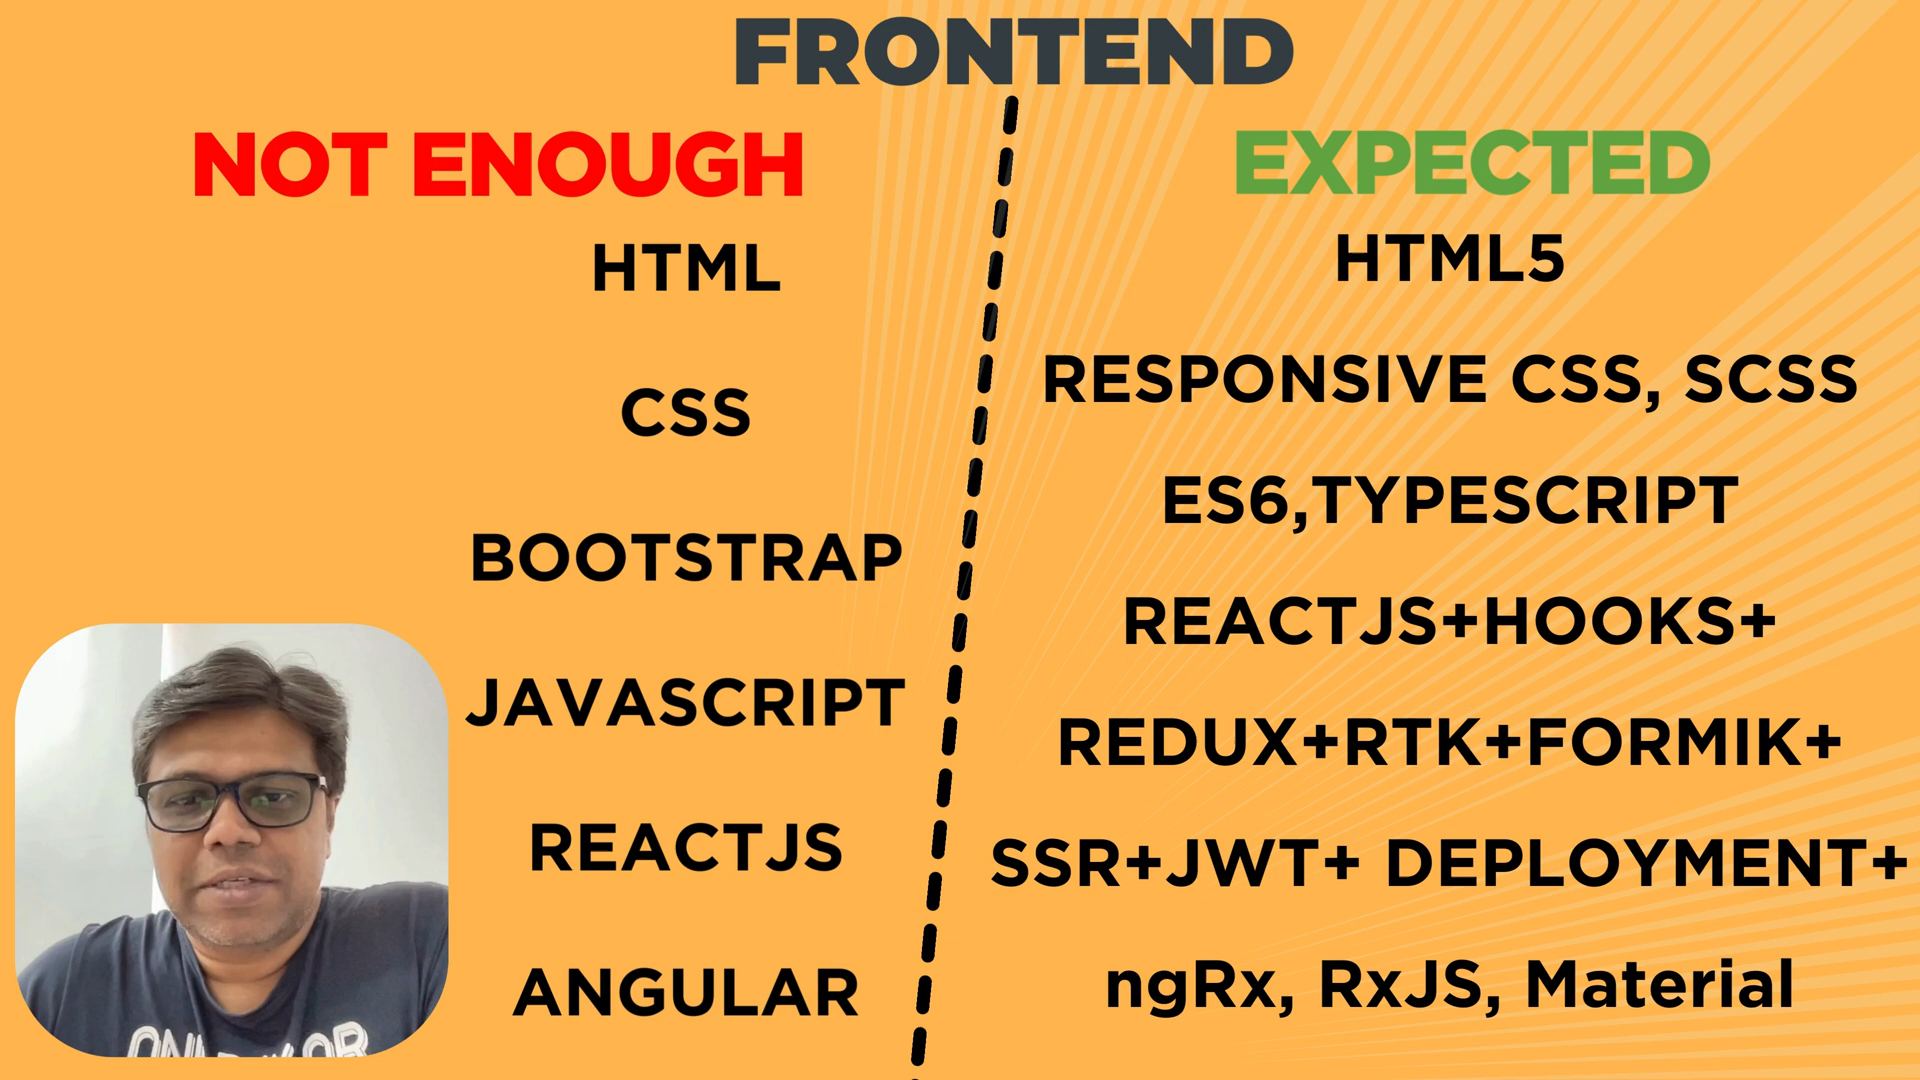 FRONTEND
NOT ENOUGH
HTML
CSS
BOOTSTRAP
JAVASCRIPT
REACTJS
ANGULAR
EXPECTED
HTML5
RESPONSIVE CSS, SCSS
ES6,TYPESCRIPT
REACTJS+HOOKS+
REDUX+RTK+FORMIK+
SSR+JWT+ DEPLOYMENT+
ngRx, RxJS, Material